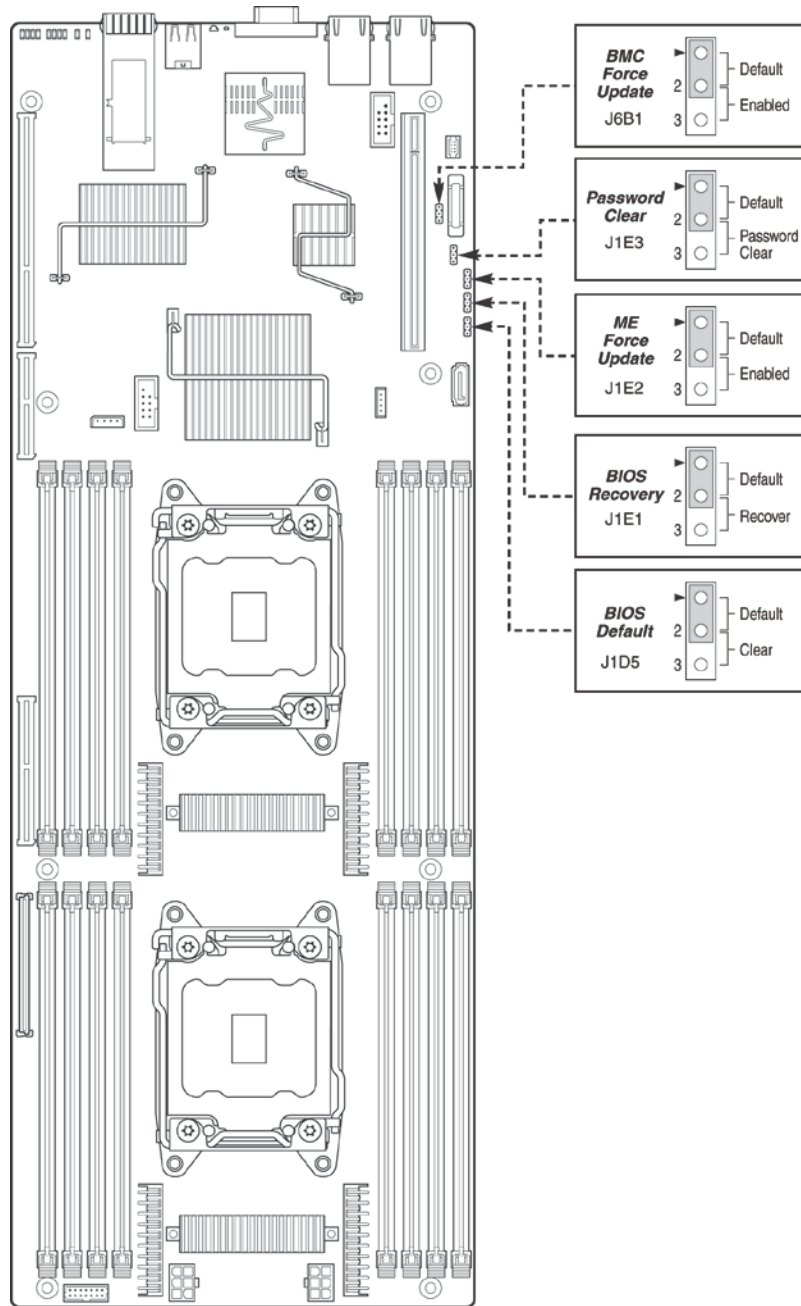 BMC
Force
Update
J6B1
2
3
Default
Enabled
Password
Clear
J1E3
2
3
Default
Password
Clear
ME
Force
Update
J1E2
2
3
Default
Enabled
BIOS
Recovery
J1E1
2
3
Default
Recover
BIOS
Default
J1D5
2
3
Default
Clear